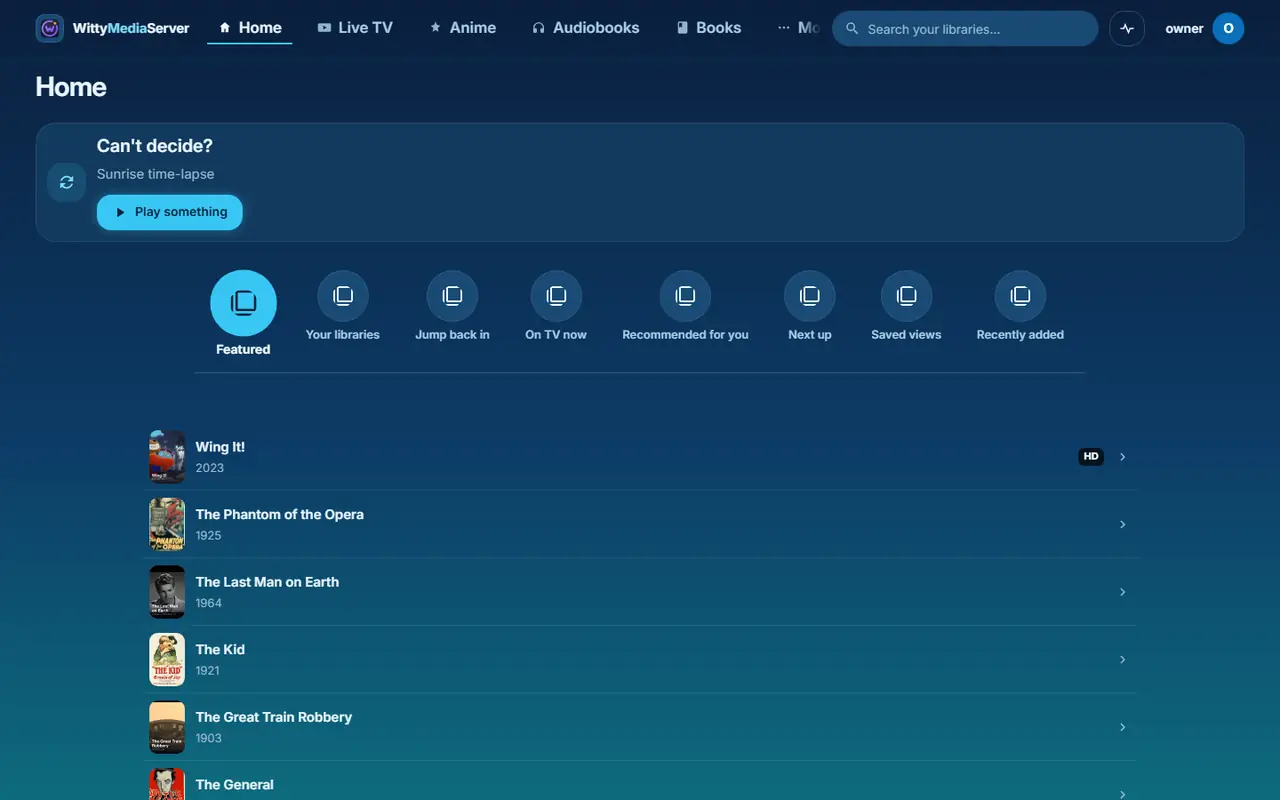 WittyMediaServer
Home
Live TV
Anime
Audiobooks
Books
Search your libraries...
owner
O
Home
Can't decide?
Sunrise time-lapse
Play something
Featured
Your libraries
Jump back in
On TV now
Recommended for you
Next up
Saved views
Recently added
Wing It!
2023
HD
The Phantom of the Opera
1925
The Last Man on Earth
1964
The Kid
1921
The Great Train Robbery
1903
The General